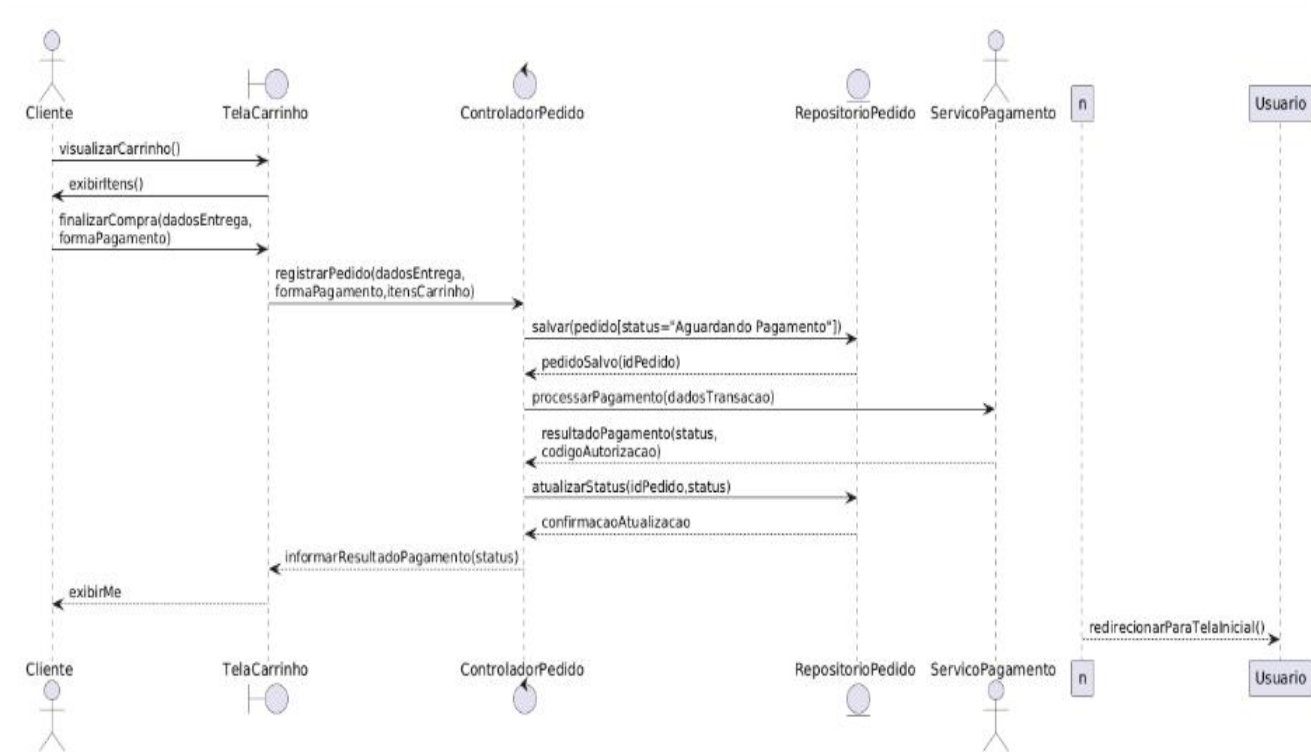 Cliente
TelaCarrinho
ControladorPedido
RepositorioPedido
ServicoPagamento
n
Usuario
visualizarCarrinho()
exibirItens()
finalizarCompra(dadosEntrega,
formaPagamento)
registrarPedido(dadosEntrega,
formaPagamento,itensCarrinho)
salvar(pedido[status="Aguardando Pagamento"])
pedidoSalvo(idPedido)
processarPagamento(dadosTransacao)
resultadoPagamento(status,
codigoAutorizacao)
atualizarStatus(idPedido,status)
confirmacaoAtualizacao
informarResultadoPagamento(status)
exibirMe
redirecionarParaTelaInicial()
Cliente
TelaCarrinho
ControladorPedido
RepositorioPedido
ServicoPagamento
n
Usuario